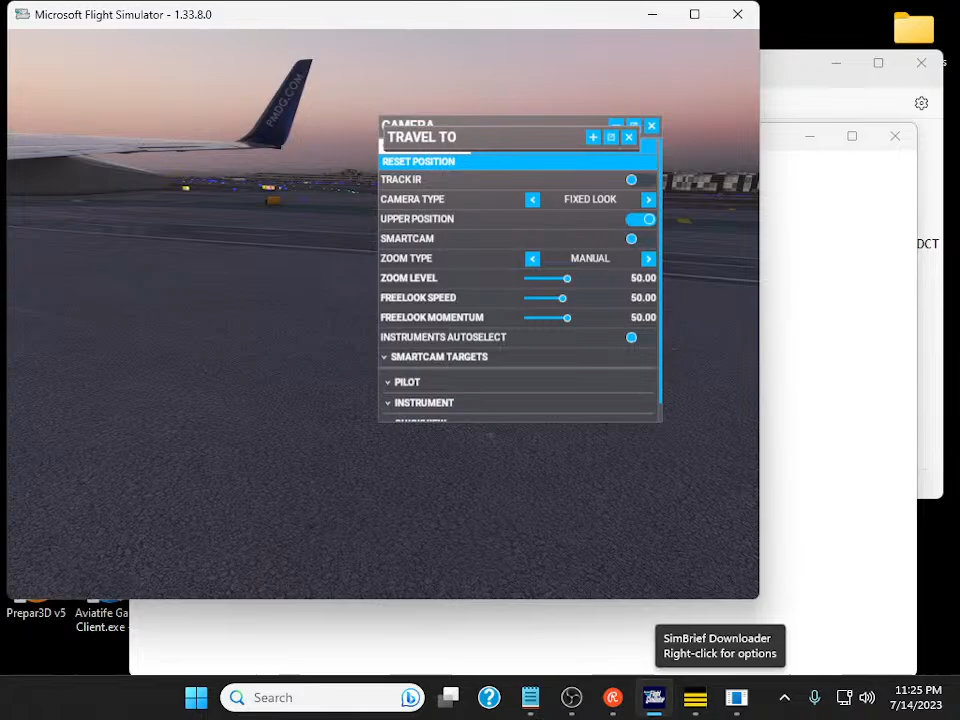 Microsoft Flight Simulator - 1.33.8.0
PMDG.COM
CAMERA
TRAVEL TO
RESET POSITION
TRACK IR
CAMERA TYPE
FIXED LOOK
UPPER POSITION
SMARTCAM
ZOOM TYPE
MANUAL
ZOOM LEVEL
50.00
FREELOOK SPEED
50.00
FREELOOK MOMENTUM
50.00
INSTRUMENTS AUTOSELECT
SMARTCAM TARGETS
PILOT
INSTRUMENT
DCT
Prepar3D v5
Aviatife Ga
Client.exe -
SimBrief Downloader
Right-click for options
Search
11:25 PM
7/14/2023